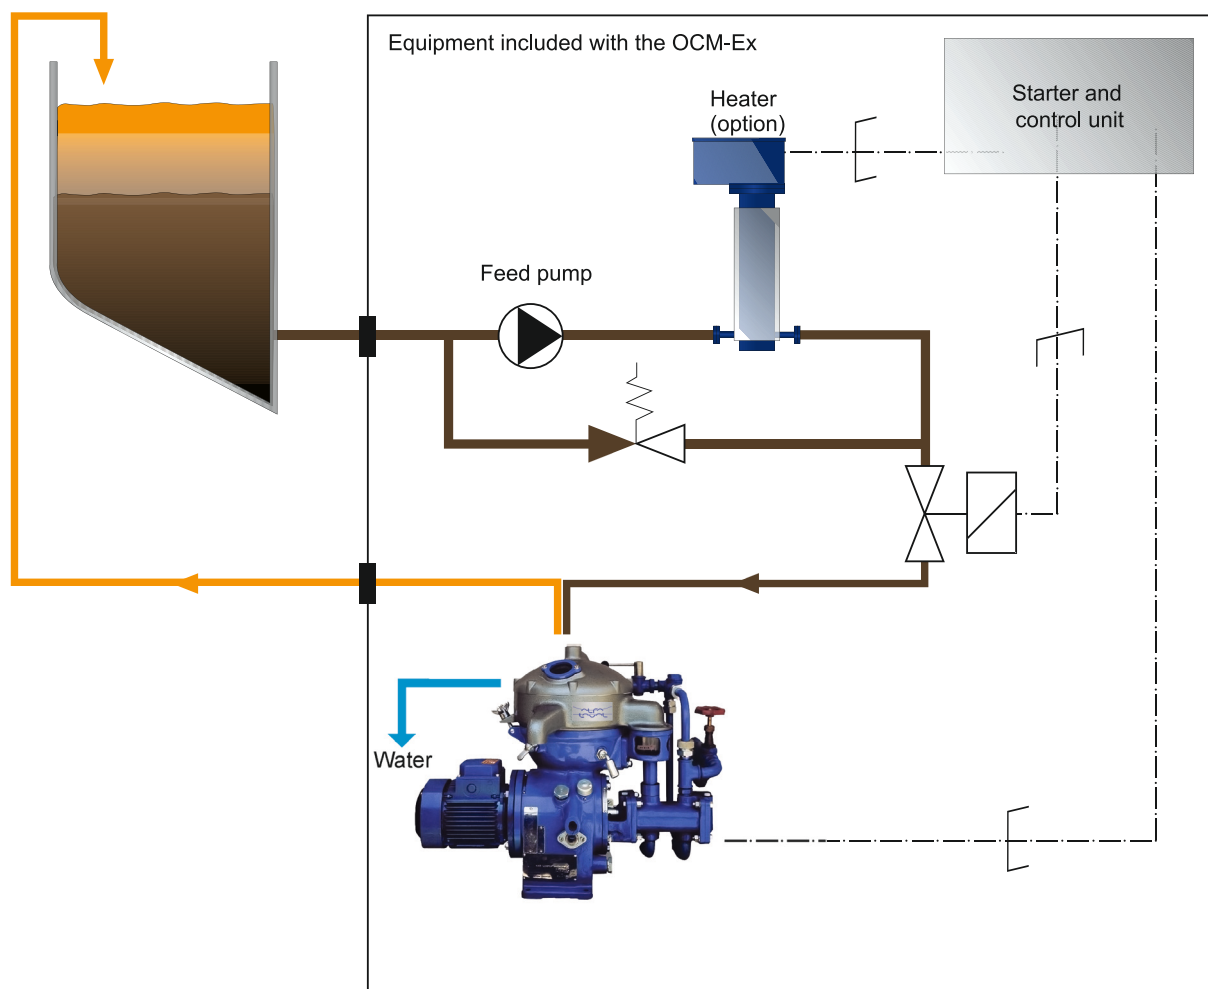 Equipment included with the OCM-Ex
Heater
(option)
Starter and
control unit
Feed pump
Water